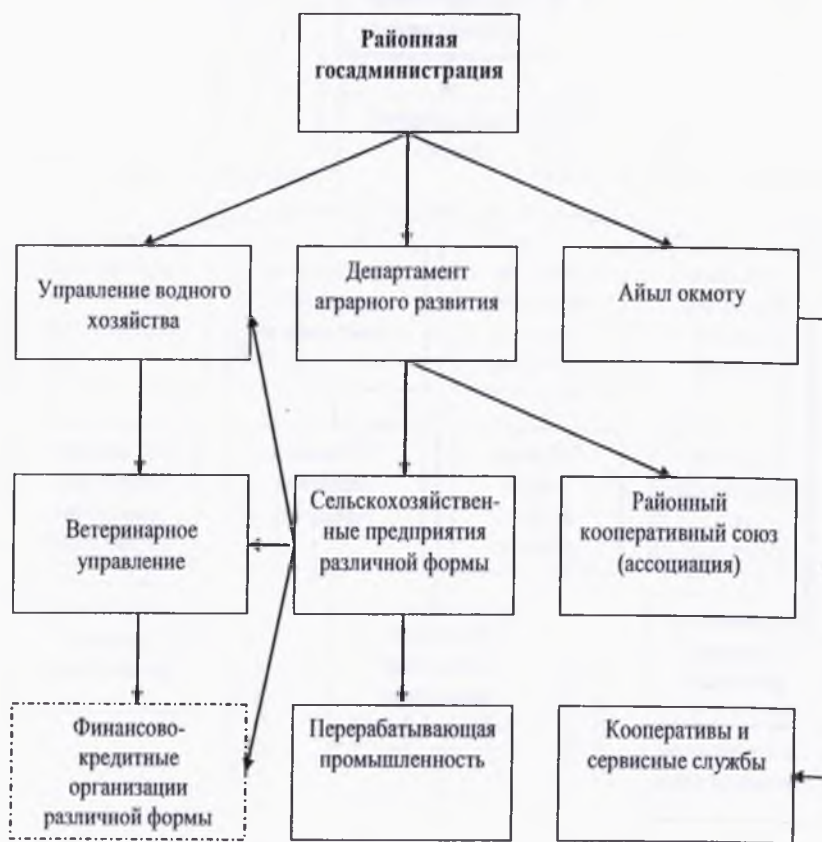 Районная
госадминистрация
Управление водного
хозяйства
Департамент
аграрного развития
Айыл окмоту
Ветеринарное
управление
Сельскохозяйствен-
ные предприятия
различной формы
Районный
кооперативный союз
(ассоциация)
Финансово-
кредитные
организации
различной формы
Перерабатывающая
промышленность
Кооперативы и
сервисные службы